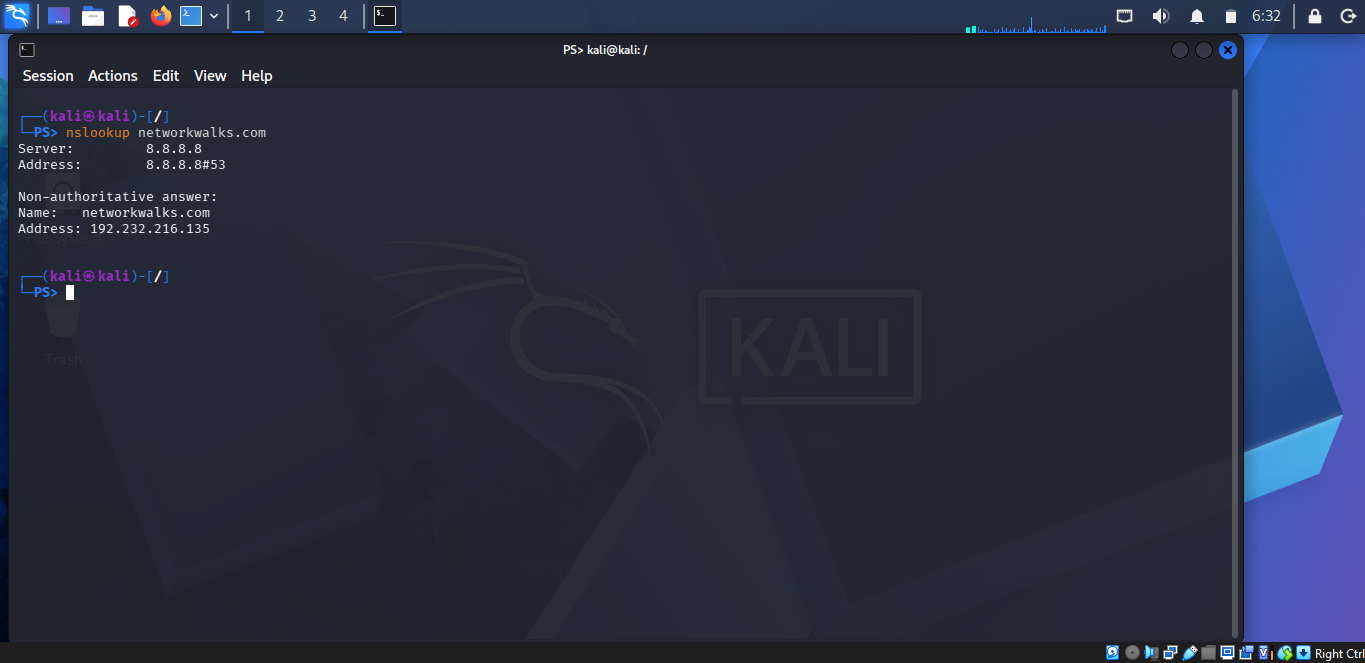 1 2 3 4 6:32
PS> kali@kali: /
Session Actions Edit View Help
┌──(kali㉿kali)-[/]
└─PS> nslookup networkwalks.com
Server:         8.8.8.8
Address:        8.8.8.8#53
Non-authoritative answer:
Name:   networkwalks.com
Address: 192.232.216.135
File System
┌──(kali㉿kali)-[/]
└─PS>
KALI
Trash
Right Ctrl